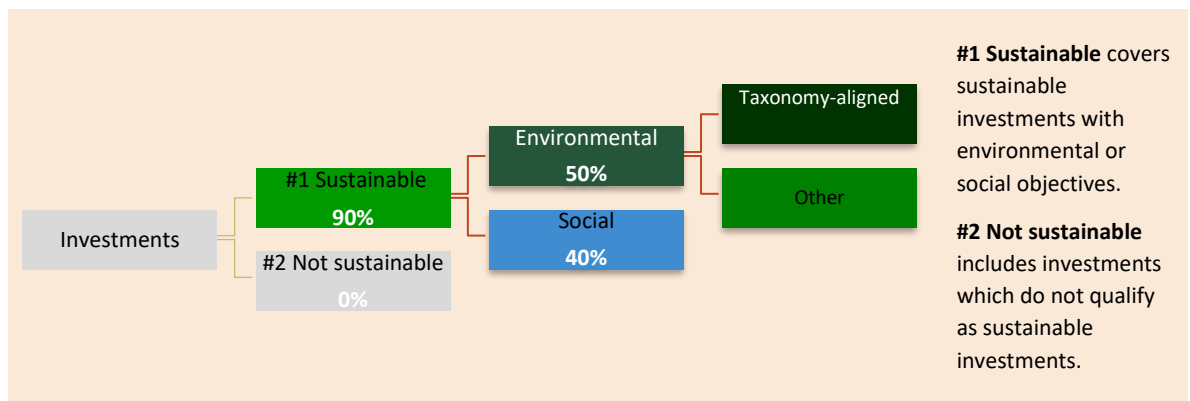 Investments
#1 Sustainable
90%
#2 Not sustainable
0%
Environmental
50%
Social
40%
Taxonomy-aligned
Other
#1 Sustainable covers
sustainable
investments with
environmental or
social objectives.
#2 Not sustainable
includes investments
which do not qualify
as sustainable
investments.